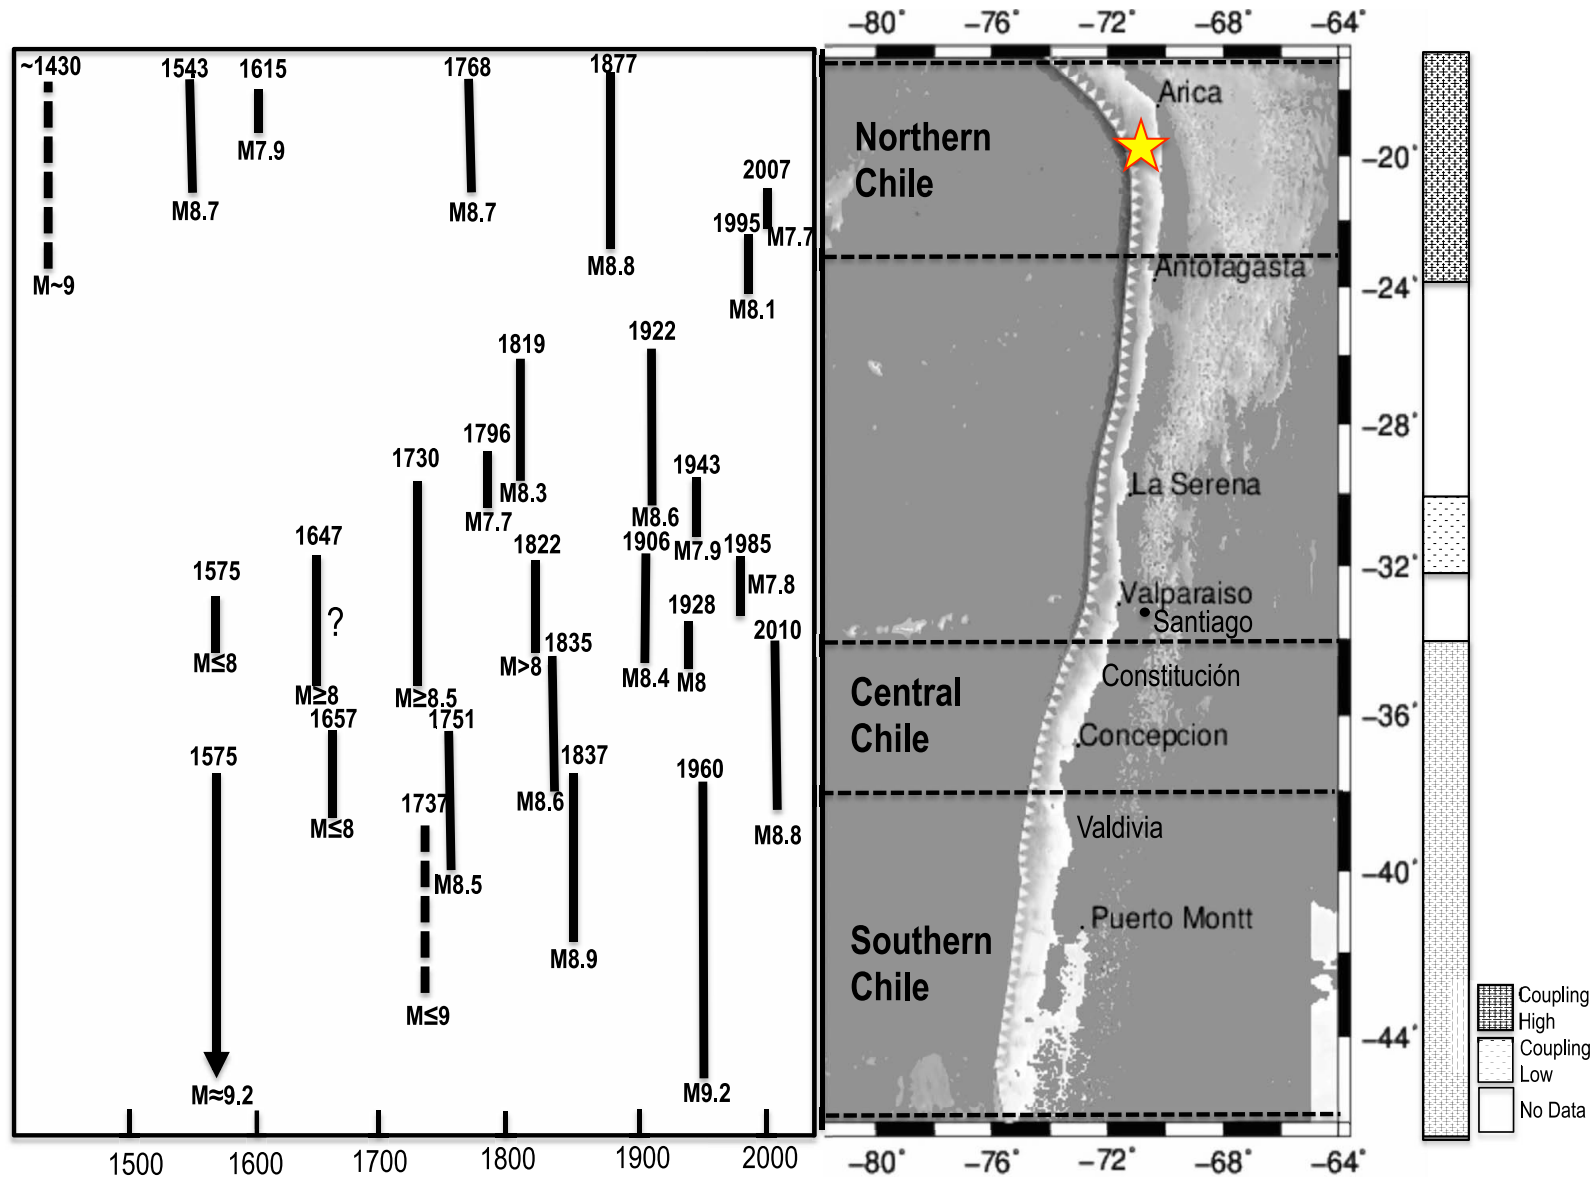 −80˚ −76˚ −72˚ −68˚ −64˚
~1430
1543
1615
1768
1877
M7.9
M8.7
M8.7
2007
1995
M7.7
M~9
M8.8
M8.1
1819
1922
1796
M8.3
M7.7
1730
1943
M8.6
M7.9
1647
1822
1906
1985
1575
?
M7.8
M≤8
M≥8
M≥8.5
M>8
1835
1928
2010
M8.4
M8
1657
1751
1575
M≤8
1737
M8.6
1837
1960
M8.5
M8.8
M8.9
M≤9
M≈9.2
M9.2
1500 1600 1700 1800 1900 2000
Arica
Northern
Chile
Antofagasta
La Serena
Valparaiso
Santiago
Constitución
Central
Chile
Concepcion
Valdivia
Puerto Montt
Southern
Chile
−20˚
−24˚
−28˚
−32˚
−36˚
−40˚
−44˚
−80˚ −76˚ −72˚ −68˚ −64˚
Coupling
High
Coupling
Low
No Data